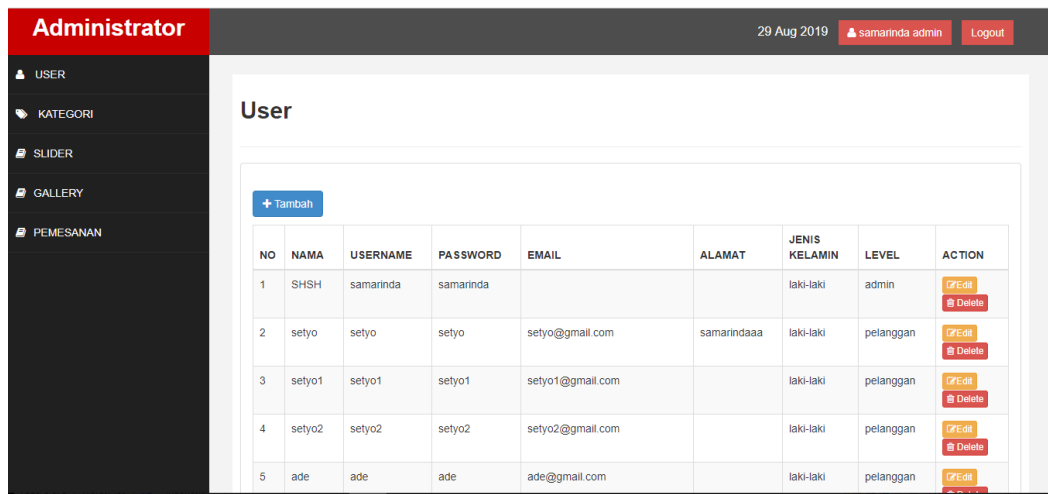 Administrator
29 Aug 2019 samarinda admin Logout
USER
KATEGORI
SLIDER
GALLERY
PEMESANAN
User
Tambah
NO NAMA USERNAME PASSWORD EMAIL ALAMAT JENIS KELAMIN LEVEL ACTION
1 SHSH samarinda samarinda laki-laki admin Edit
Delete
2 setyo setyo setyo setyo@gmail.com samarindaaa laki-laki pelanggan Edit
Delete
3 setyo1 setyo1 setyo1 setyo1@gmail.com laki-laki pelanggan Edit
Delete
4 setyo2 setyo2 setyo2 setyo2@gmail.com laki-laki pelanggan Edit
Delete
5 ade ade ade ade@gmail.com laki-laki pelanggan Edit